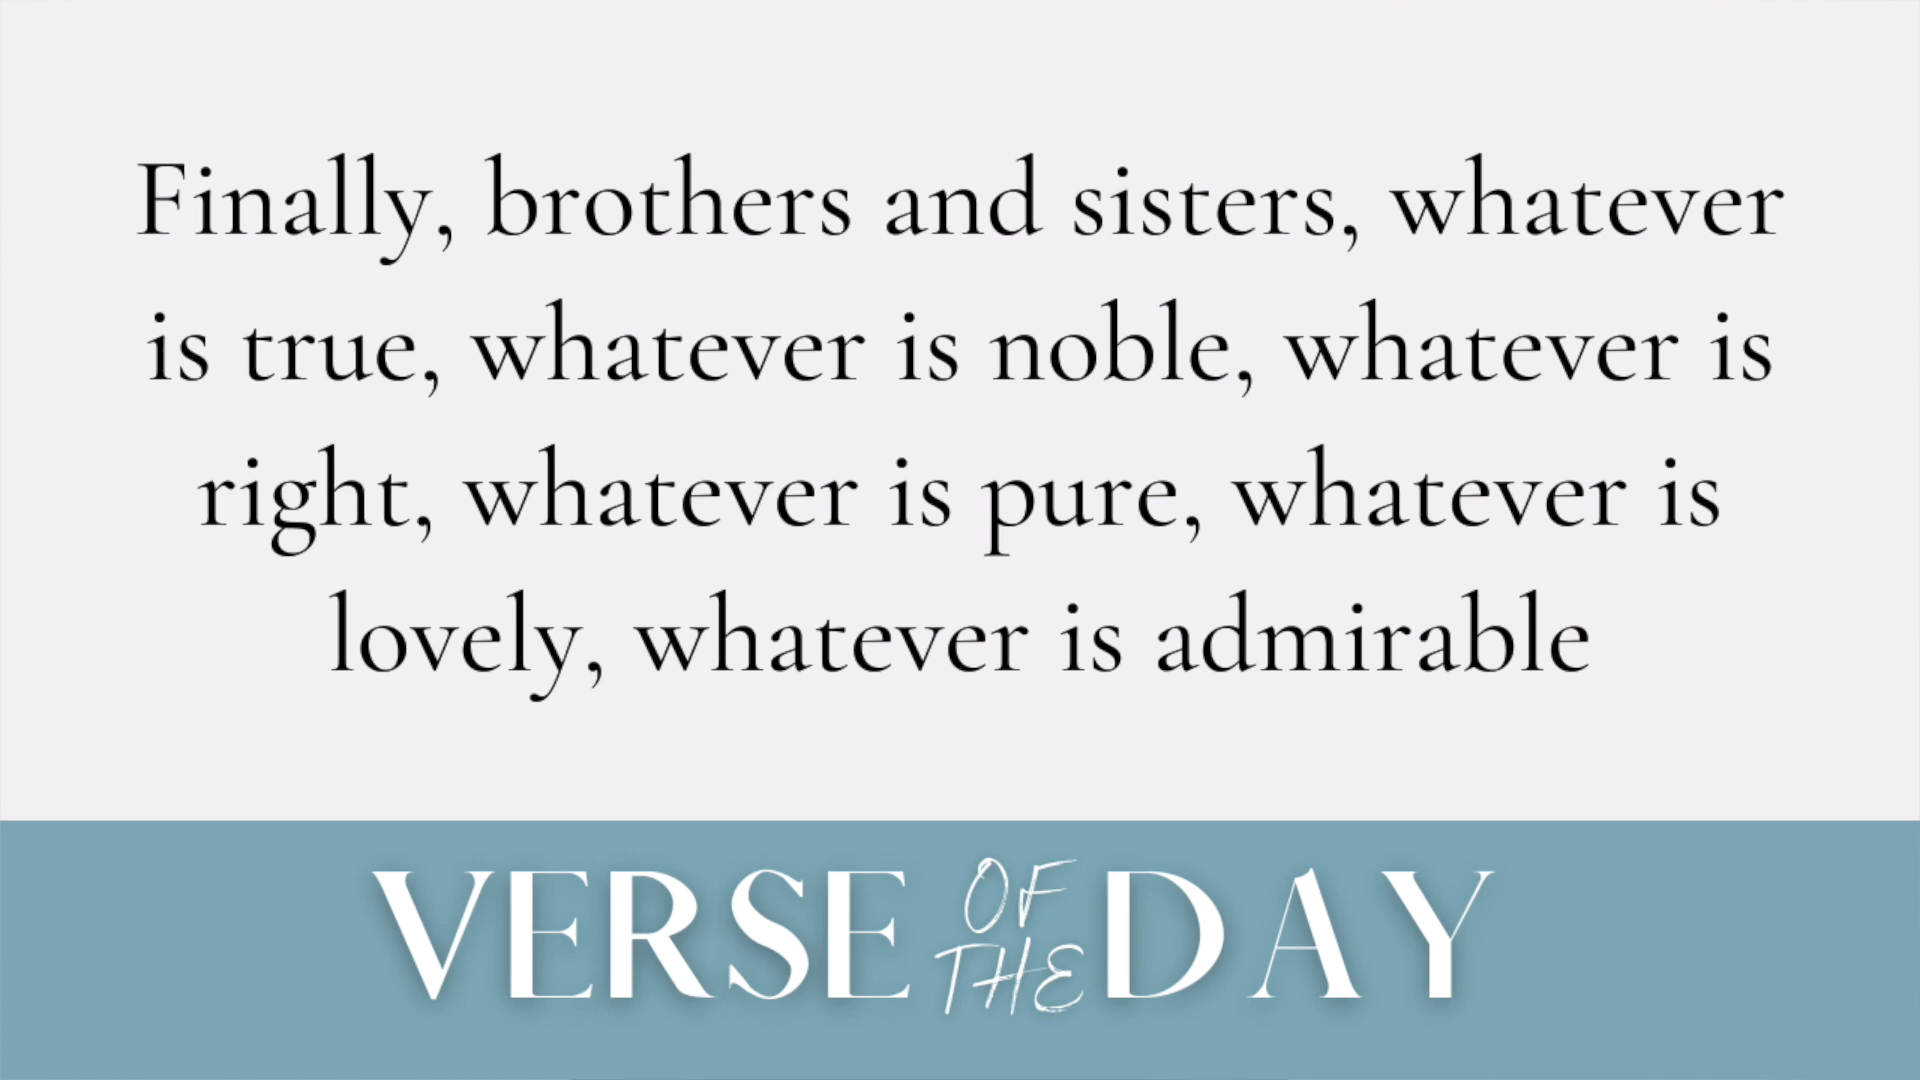 Finally, brothers and sisters, whatever
is true, whatever is noble, whatever is
right, whatever is pure, whatever is
lovely, whatever is admirable
VERSE OF THE DAY